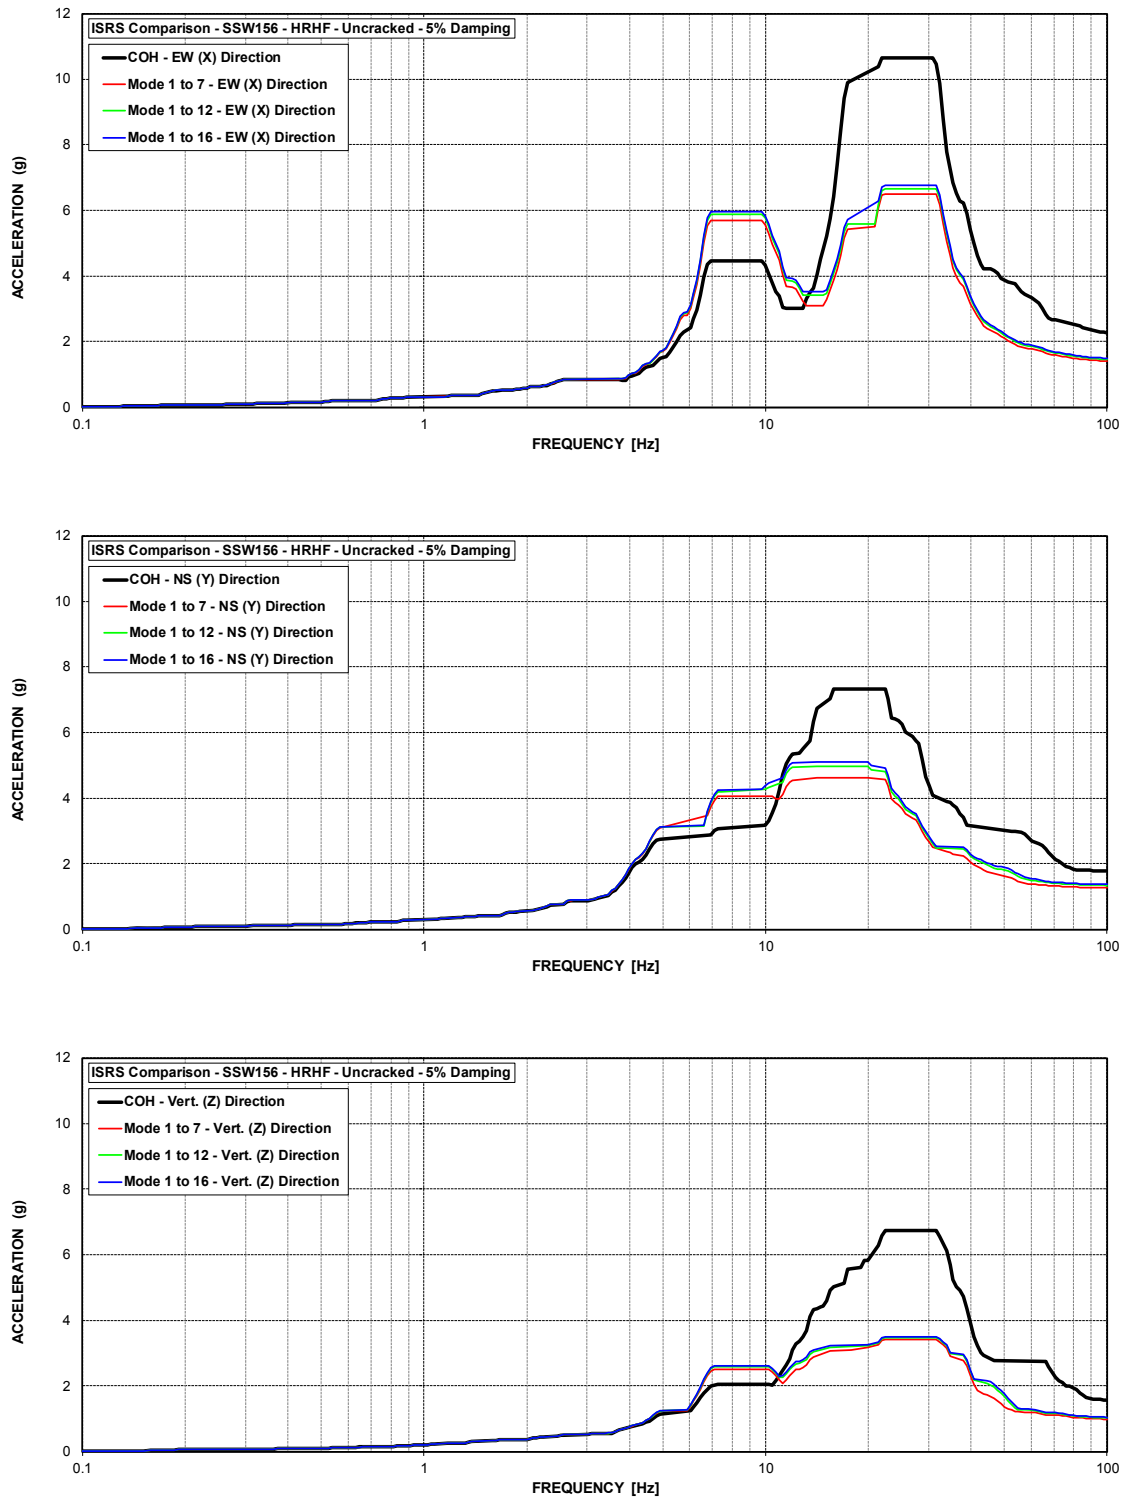 ISRS Comparison - SSW156 - HRHF - Uncracked - 5% Damping
COH - EW (X) Direction
Mode 1 to 7 - EW (X) Direction
Mode 1 to 12 - EW (X) Direction
Mode 1 to 16 - EW (X) Direction
12
10
8
6
4
2
0
ACCELERATION (g)
0.1 1 10 100
FREQUENCY [Hz]
ISRS Comparison - SSW156 - HRHF - Uncracked - 5% Damping
COH - NS (Y) Direction
Mode 1 to 7 - NS (Y) Direction
Mode 1 to 12 - NS (Y) Direction
Mode 1 to 16 - NS (Y) Direction
12
10
8
6
4
2
0
ACCELERATION (g)
0.1 1 10 100
FREQUENCY [Hz]
ISRS Comparison - SSW156 - HRHF - Uncracked - 5% Damping
COH - Vert. (Z) Direction
Mode 1 to 7 - Vert. (Z) Direction
Mode 1 to 12 - Vert. (Z) Direction
Mode 1 to 16 - Vert. (Z) Direction
12
10
8
6
4
2
0
ACCELERATION (g)
0.1 1 10 100
FREQUENCY [Hz]